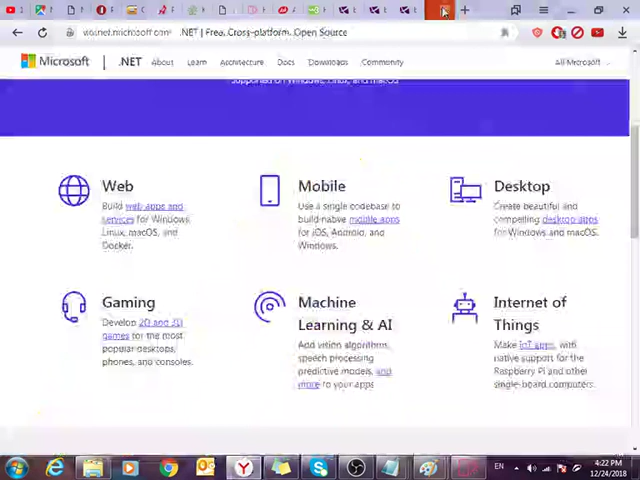 .NET | Free. Cross-platform. Open Source
Microsoft | .NET About Learn Architecture Docs Downloads Community All Microsoft
supported on Windows, Linux, and macOS
Web
Build web apps and
services for Windows
Linux, macOS, and
Docker.
Mobile
Use a single codebase to
build native mobile apps
for iOS, Android, and
Windows.
Desktop
Create beautiful and
compelling desktop apps
for Windows and macOS.
Gaming
Develop 2D and 3D
games for the most
popular desktops,
phones, and consoles.
Machine
Learning & AI
Add vision algorithm,
speech processing
predictive models, and
more to your apps
Internet of
Things
Make IoT apps, with
native support for the
Raspberry Pi and other
single-board computers.
EN
4:22 PM
12/24/2018